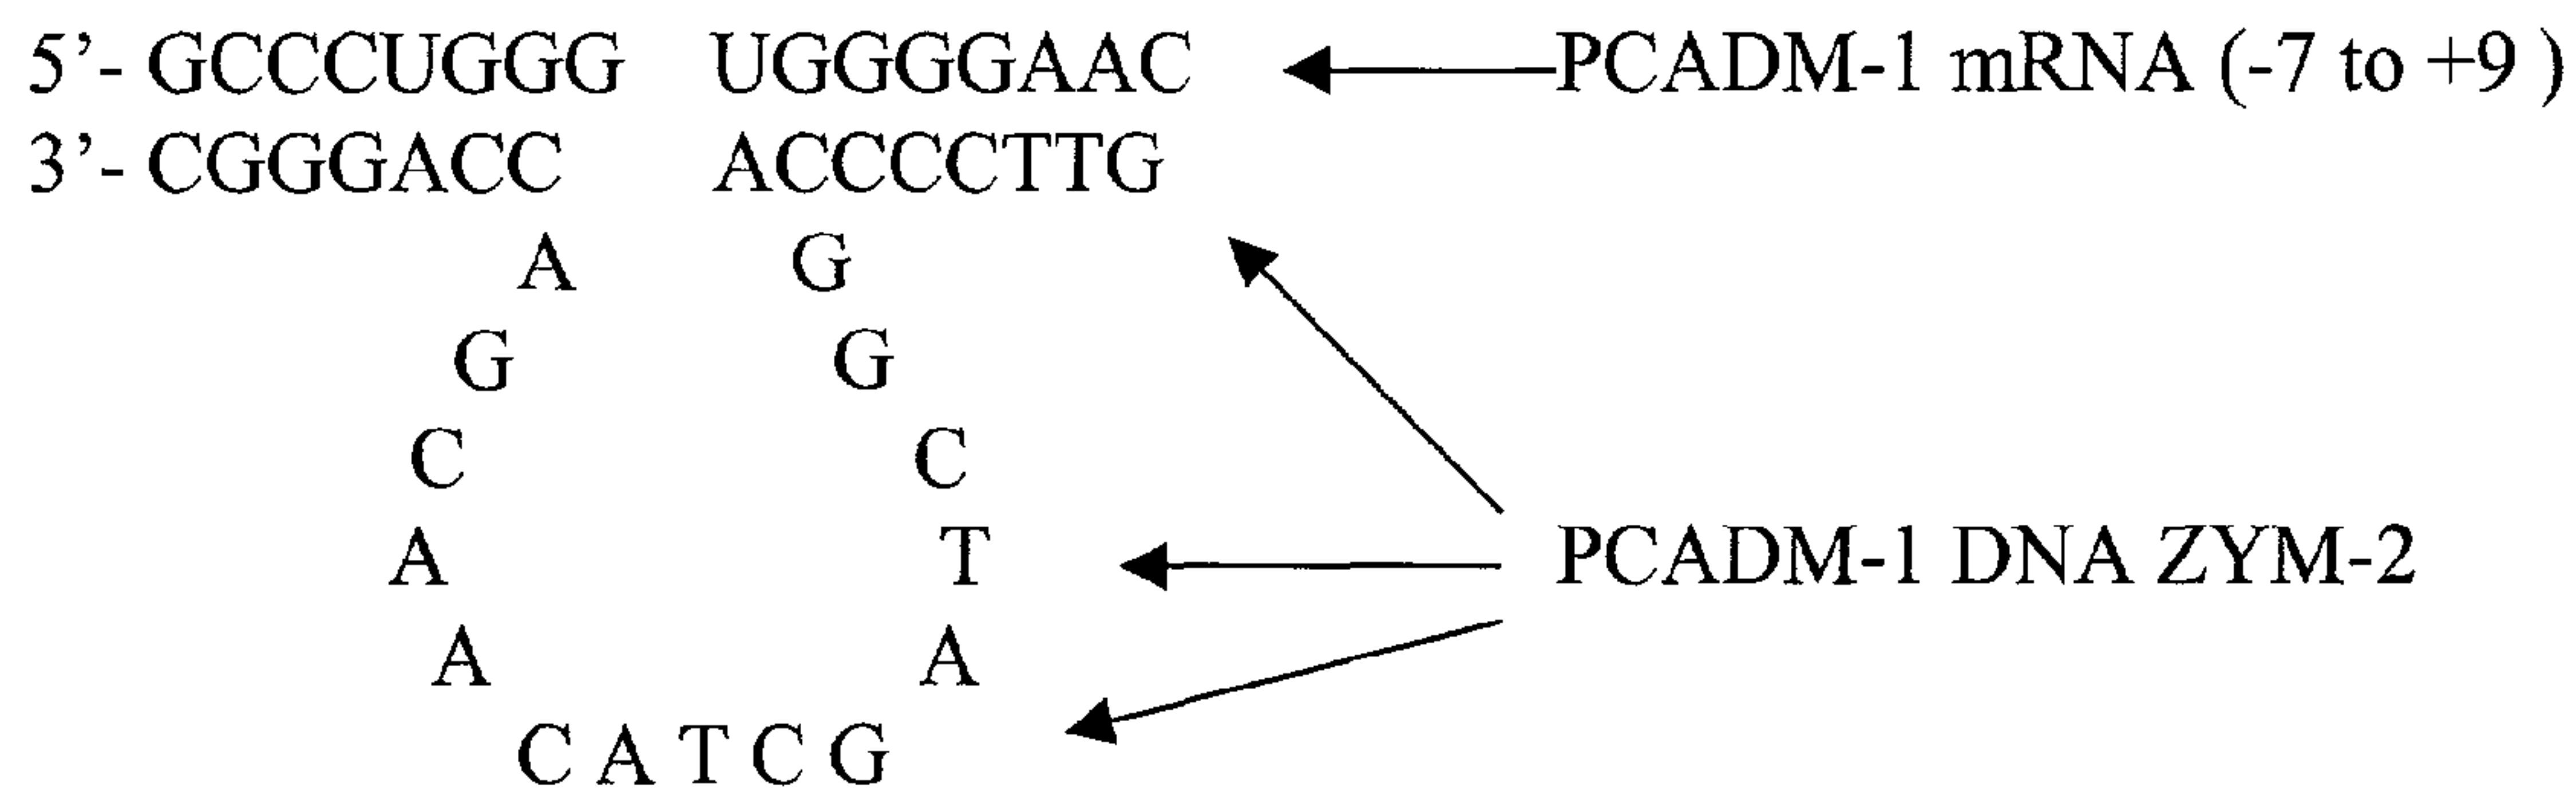 5’- GCCCUGGG UGGGGAAC PCADM-1 mRNA (-7 to +9 )
3’- CGGGACC ACCCCTTG
A G
G G
C C
A T PCADM-1 DNA ZYM-2
A A
C A T C G